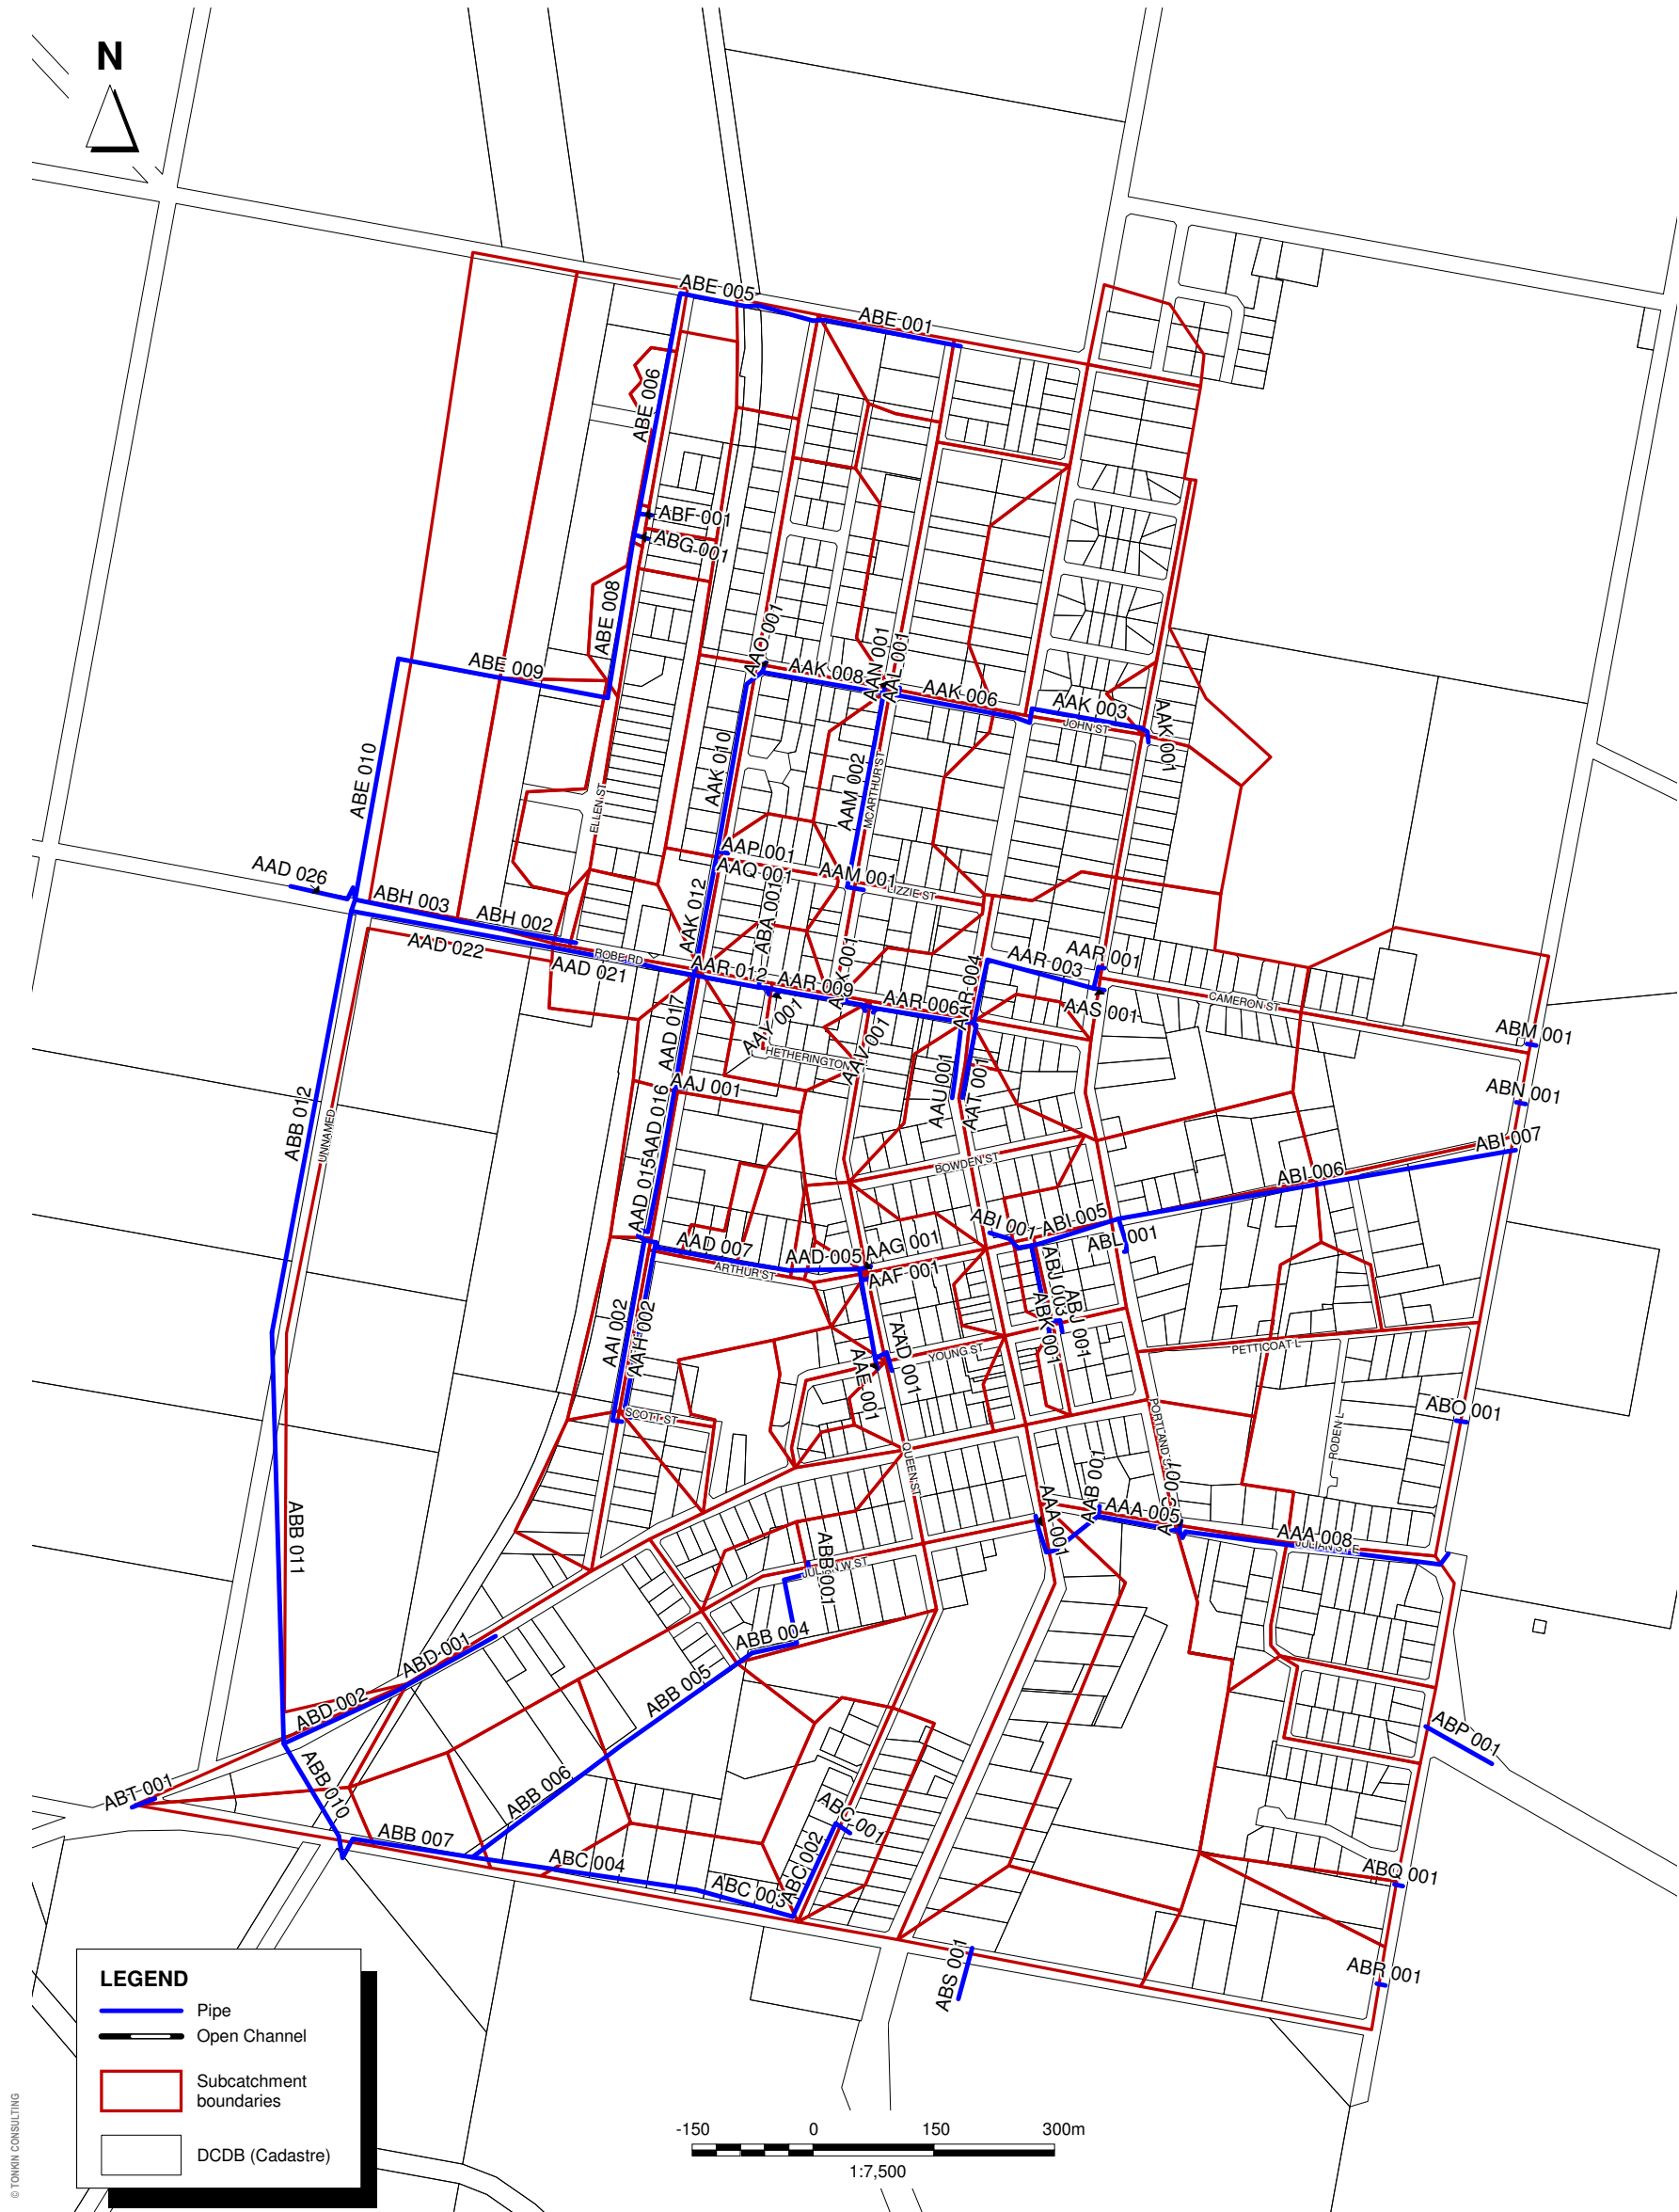 N
ABE 005
ABE 001
ABE 006
ABF 001
ABG 001
ABE 008
AAO 001
AAN 001
AAL 001
ABE 009
AAK 008
AAK 006
AAK 003
JOHN ST
AAK 001
ABE 010
AAK 010
AAM 002
MCARTHUR ST
ELLEN ST
AAP 001
AAQ 001
AAM 001
LIZZIE ST
AAD 026
ABH 003
ABH 002
AAK 012
ABA 001
AAD 022
AAD 021
ROBE RD
AAR 012
AAR 009
AAR 006
AAR 004
AAR 003
AAR 001
AAS 001
CAMERON ST
ABM 001
AAY 001
AAV 001
HETHERINGTON
AAD 017
AAJ 001
AAU 001
AAT 001
ABN 001
ABB 012
UNNAMED
AAD 016
AAD 015
BOWDEN ST
ABI 007
ABI 006
ABI 005
ABI 001
ABL 001
AAD 007
AAD 005
AAG 001
AAF 001
ARTHUR ST
ABJ 003
ABJ 001
ABK 001
AAI 002
AAH 002
AAD 001
AAE 001
YOUNG ST
PETTICOAT L
SCOTT ST
PORTLAND S
RODEN L
ABO 001
QUEEN ST
ABB 011
AAA 001
AAB 001
AAA 005
AAA 008
JULIAN ST E
ABB 001
JULIAN W ST
ABB 004
ABB 005
ABD 001
ABD 002
ABP 001
ABT 001
ABB 010
ABB 006
ABB 007
ABC 001
ABC 002
ABC 004
ABC 003
ABQ 001
ABS 001
ABR 001
LEGEND
Pipe
Open Channel
Subcatchment
boundaries
DCDB (Cadastre)
-150 0 150 300m
1:7,500
© TONKIN CONSULTING